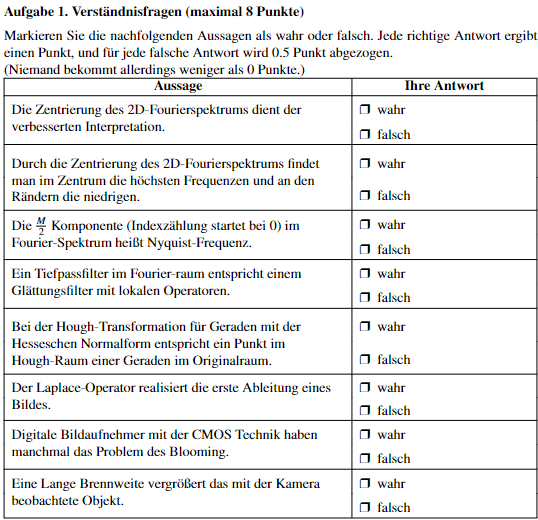 Aufgabe 1. Verständnisfragen (maximal 8 Punkte)
Markieren Sie die nachfolgenden Aussagen als wahr oder falsch. Jede richtige Antwort ergibt
einen Punkt, und für jede falsche Antwort wird 0.5 Punkt abgezogen.
(Niemand bekommt allerdings weniger als 0 Punkte.)
Aussage Ihre Antwort
Die Zentrierung des 2D-Fourierspektrums dient der
verbesserten Interpretation.
❒ wahr
❒ falsch
Durch die Zentrierung des 2D-Fourierspektrums findet
man im Zentrum die höchsten Frequenzen und an den
Rändern die niedrigen.
❒ wahr
❒ falsch
Die M/2 Komponente (Indexzählung startet bei 0) im
Fourier-Spektrum heißt Nyquist-Frequenz.
❒ wahr
❒ falsch
Ein Tiefpassfilter im Fourier-raum entspricht einem
Glättungsfilter mit lokalen Operatoren.
❒ wahr
❒ falsch
Bei der Hough-Transformation für Geraden mit der
Hesseschen Normalform entspricht ein Punkt im
Hough-Raum einer Geraden im Originalraum.
❒ wahr
❒ falsch
Der Laplace-Operator realisiert die erste Ableitung eines
Bildes.
❒ wahr
❒ falsch
Digitale Bildaufnehmer mit der CMOS Technik haben
manchmal das Problem des Blooming.
❒ wahr
❒ falsch
Eine Lange Brennweite vergrößert das mit der Kamera
beobachtete Objekt.
❒ wahr
❒ falsch